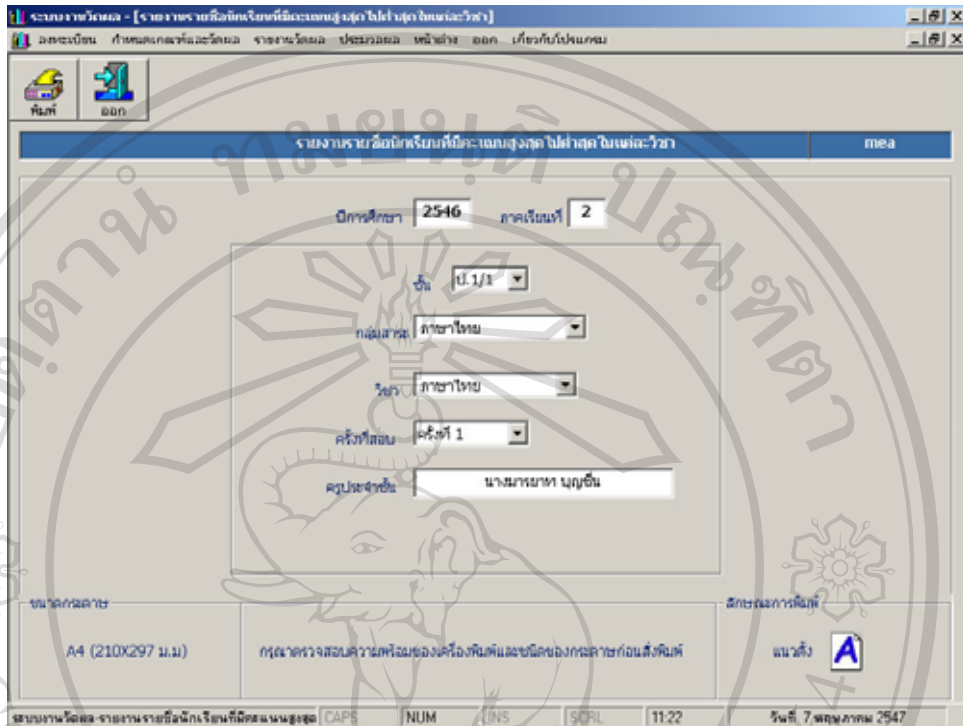 ระบบงานวัดผล - [รายงานรายชื่อนักเรียนที่มีคะแนนสูงสุดไปต่ำสุดในแต่ละวิชา]
ลงทะเบียน กำหนดเกณฑ์และวัดผล รายงานวัดผล ประมวลผล หน้าต่าง ออก เกี่ยวกับโปรแกรม
พิมพ์ ออก
รายงานรายชื่อนักเรียนที่มีคะแนนสูงสุดไปต่ำสุดในแต่ละวิชา mea
ปีการศึกษา 2546 ภาคเรียนที่ 2
ชั้น ป.1/1
กลุ่มสาระ ภาษาไทย
วิชา ภาษาไทย
ครั้งที่สอบ ครั้งที่ 1
ครูประจำชั้น นางมารยาท บุญชื่น
ขนาดกระดาษ ลักษณะการพิมพ์
A4 (210X297 ม.ม) กรุณาตรวจสอบความพร้อมของเครื่องพิมพ์และชนิดของกระดาษก่อนสั่งพิมพ์ แนวตั้ง A
ระบบงานวัดผล-รายงานรายชื่อนักเรียนที่มีคะแนนสูงสุด CAPS NUM INS SCRL 11:22 วันที่ 7 พฤษภาคม 2547